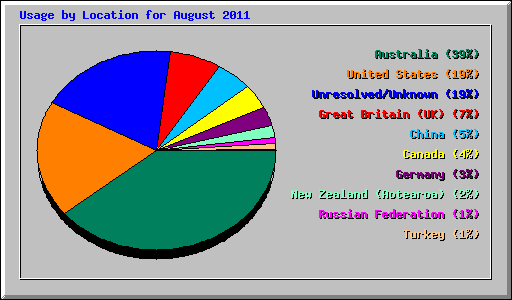 Usage by Location for August 2011
Australia (39%)
United States (19%)
Unresolved/Unknown (19%)
Great Britain (UK) (7%)
China (5%)
Canada (4%)
Germany (3%)
New Zealand (Aotearoa) (2%)
Russian Federation (1%)
Turkey (1%)